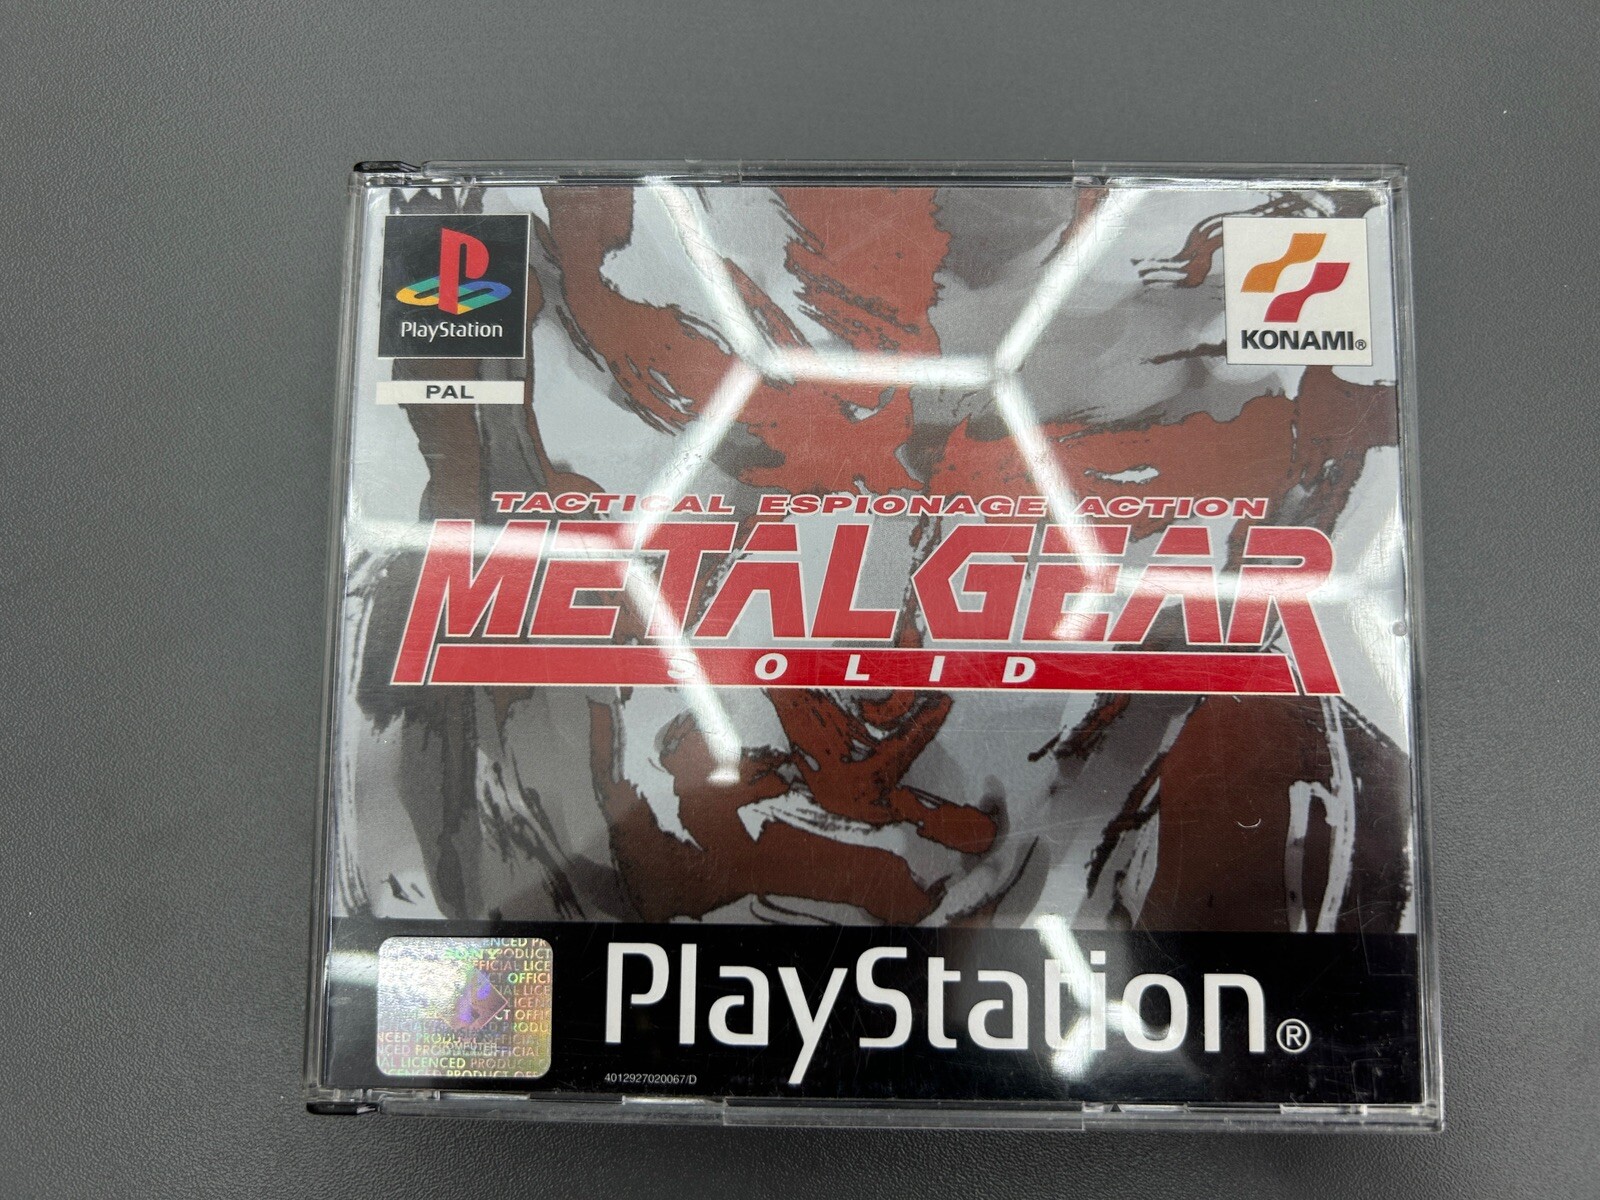 PlayStation
PAL
KONAMI®
TACTICAL ESPIONAGE ACTION
METAL GEAR
SOLID
PlayStation®
4012927020067/D